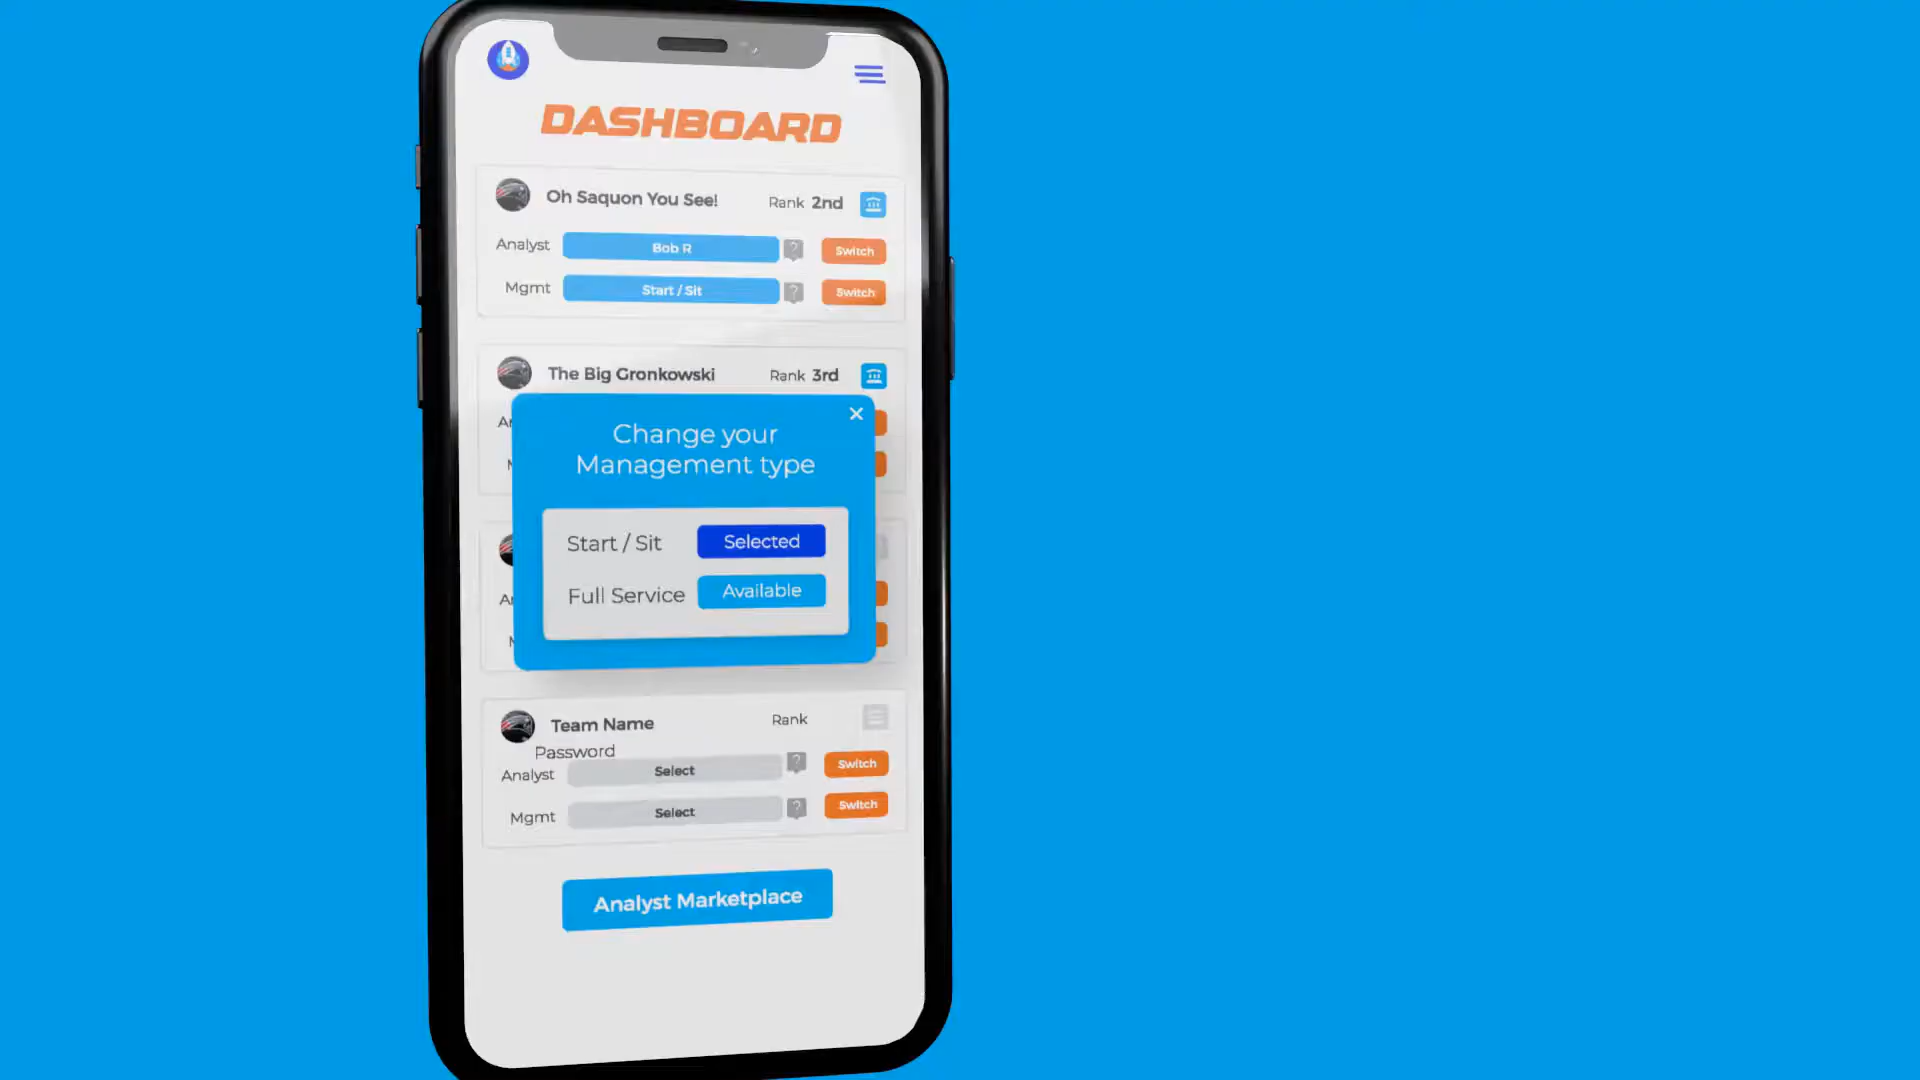 DASHBOARD
Oh Saquon You See! Rank 2nd
Analyst Bob R ? Switch
Mgmt Start / Sit ? Switch
The Big Gronkowski Rank 3rd
Change your
Management type
Start / Sit Selected
Full Service Available
Team Name Rank
Password
Analyst Select ? Switch
Mgmt Select ? Switch
Analyst Marketplace